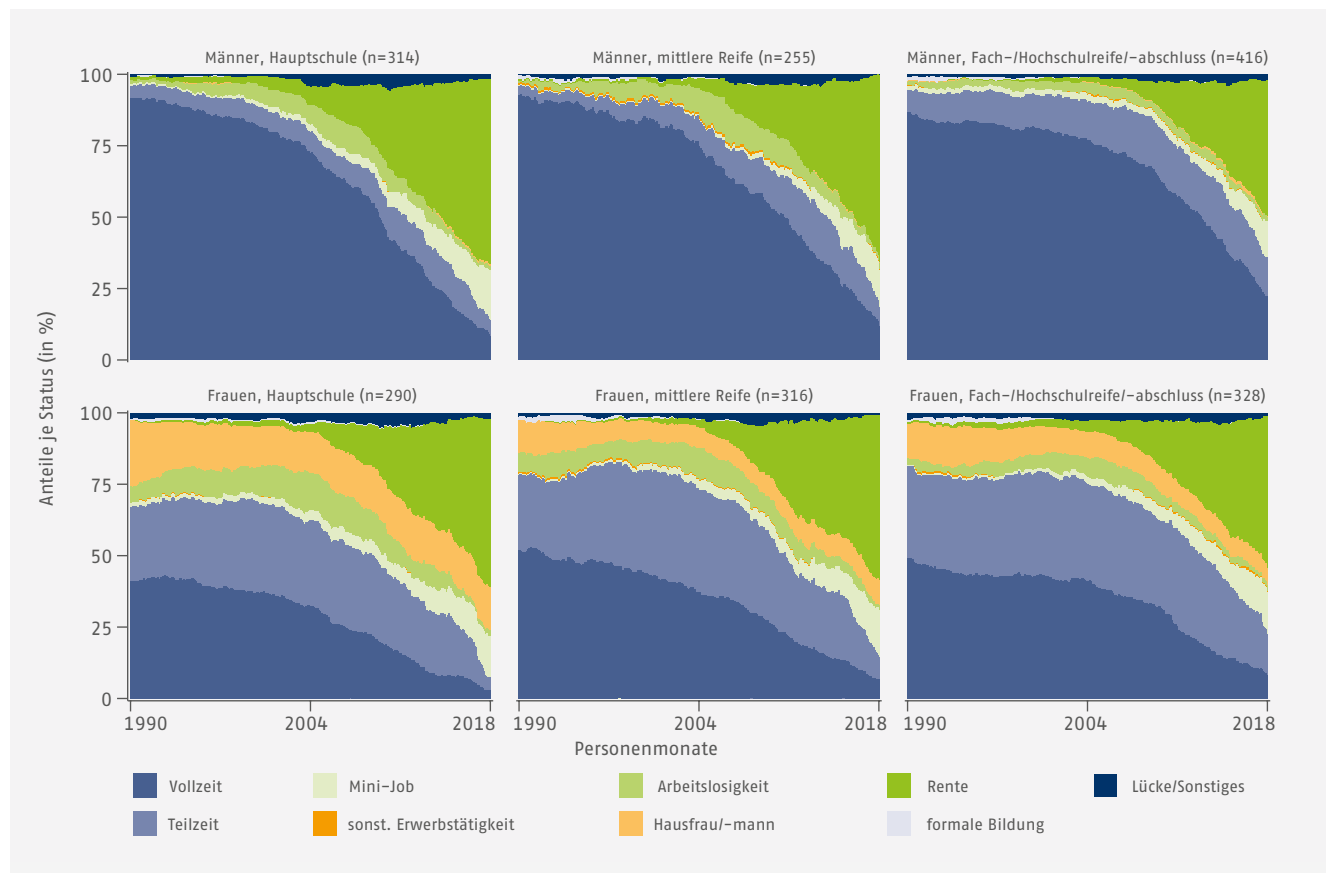 Männer, Hauptschule (n=314)
Männer, mittlere Reife (n=255)
Männer, Fach-/Hochschulreife/-abschluss (n=416)
100
75
50
25
0
Anteile je Status (in %)
Frauen, Hauptschule (n=290)
Frauen, mittlere Reife (n=316)
Frauen, Fach-/Hochschulreife/-abschluss (n=328)
100
75
50
25
0
1990 2004 2018
1990 2004 2018
1990 2004 2018
Personenmonate
Vollzeit
Mini-Job
Arbeitslosigkeit
Rente
Lücke/Sonstiges
Teilzeit
sonst. Erwerbstätigkeit
Hausfrau/-mann
formale Bildung